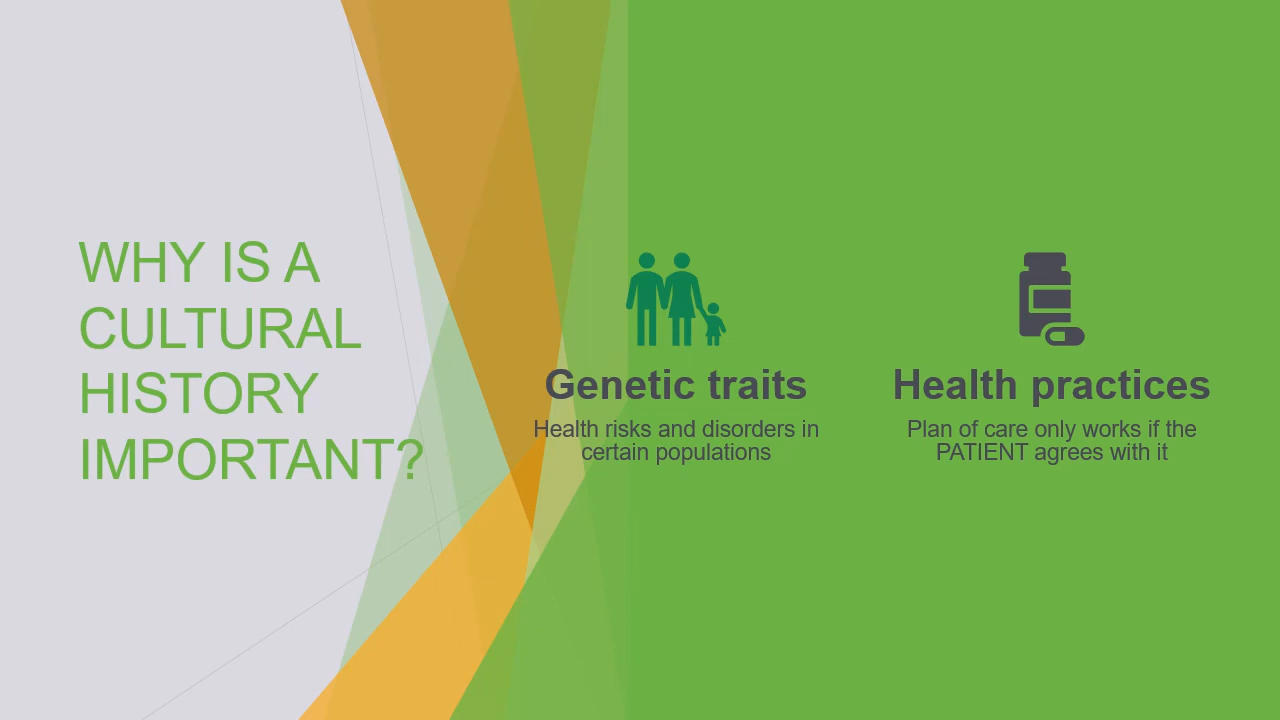 WHY IS A
CULTURAL
HISTORY
IMPORTANT?
Genetic traits
Health risks and disorders in
certain populations
Health practices
Plan of care only works if the
PATIENT agrees with it